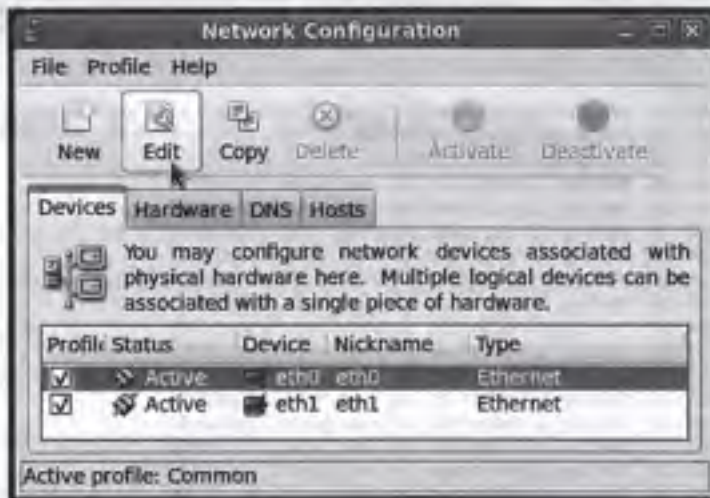 Network Configuration
File Profile Help
New Edit Copy Delete Activate Deactivate
Devices Hardware DNS Hosts
You may configure network devices associated with
physical hardware here. Multiple logical devices can be
associated with a single piece of hardware.
Profile Status Device Nickname Type
Active eth0 eth0 Ethernet
Active eth1 eth1 Ethernet
Active profile: Common